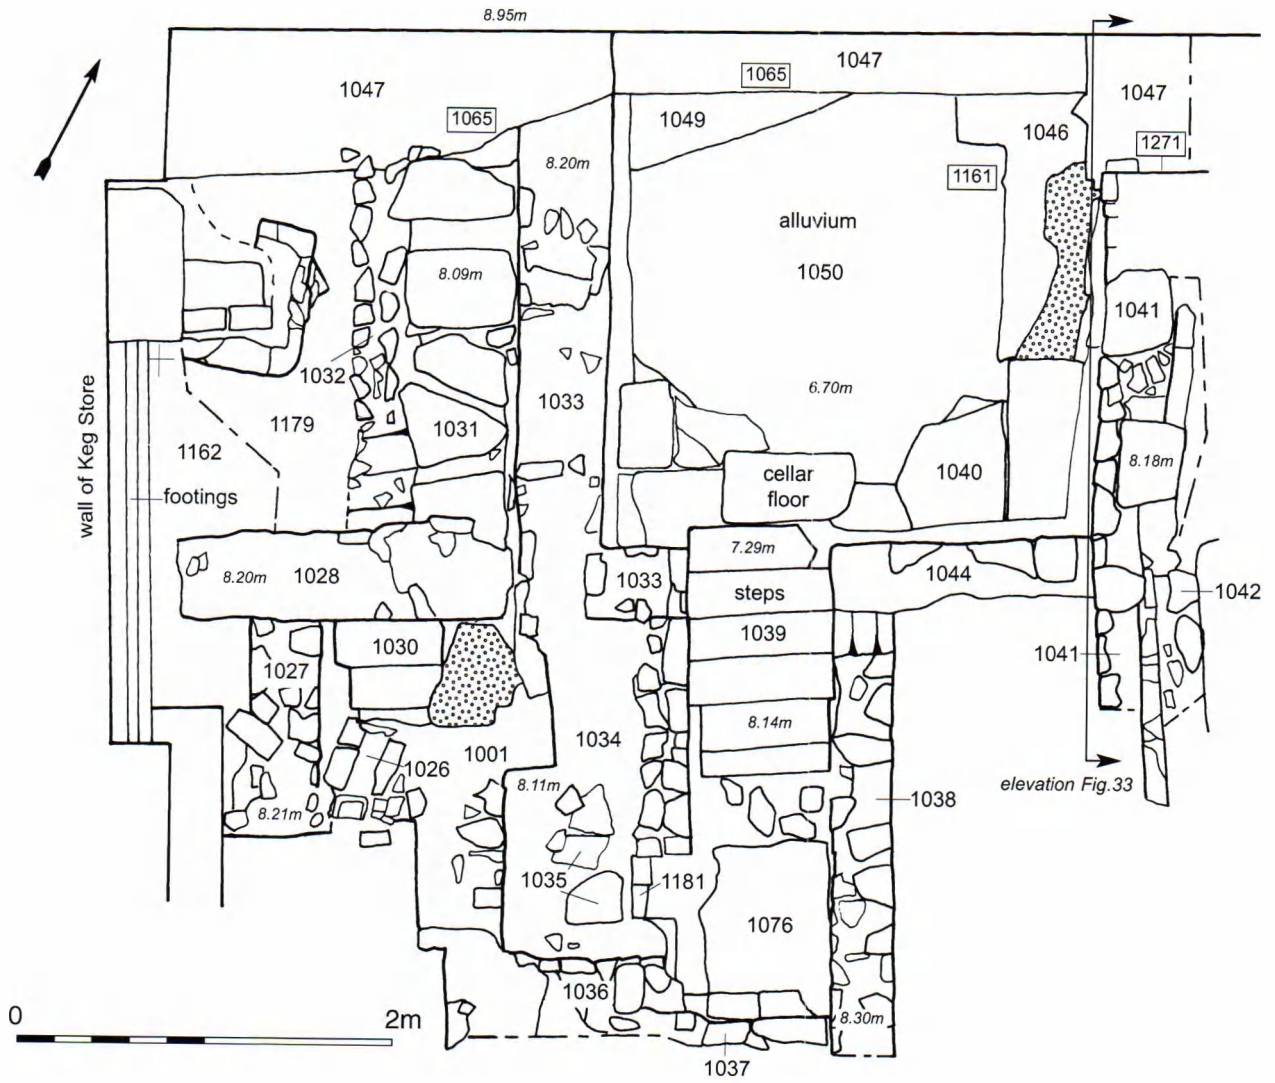 8.95m
1047
1047
1065
1047
1065
1049
1046
1271
8.20m
1161
alluvium
8.09m
1050
1041
1032
6.70m
wall of Keg Store
1179
1033
1031
1162
cellar
floor
1040
8.18m
footings
7.29m
8.20m
1028
1033
steps
1044
1042
1030
1039
1027
1041
8.14m
1034
1001
1026
8.11m
elevation Fig.33
1038
8.21m
1035
1181
1076
1036
0
2m
8.30m
1037